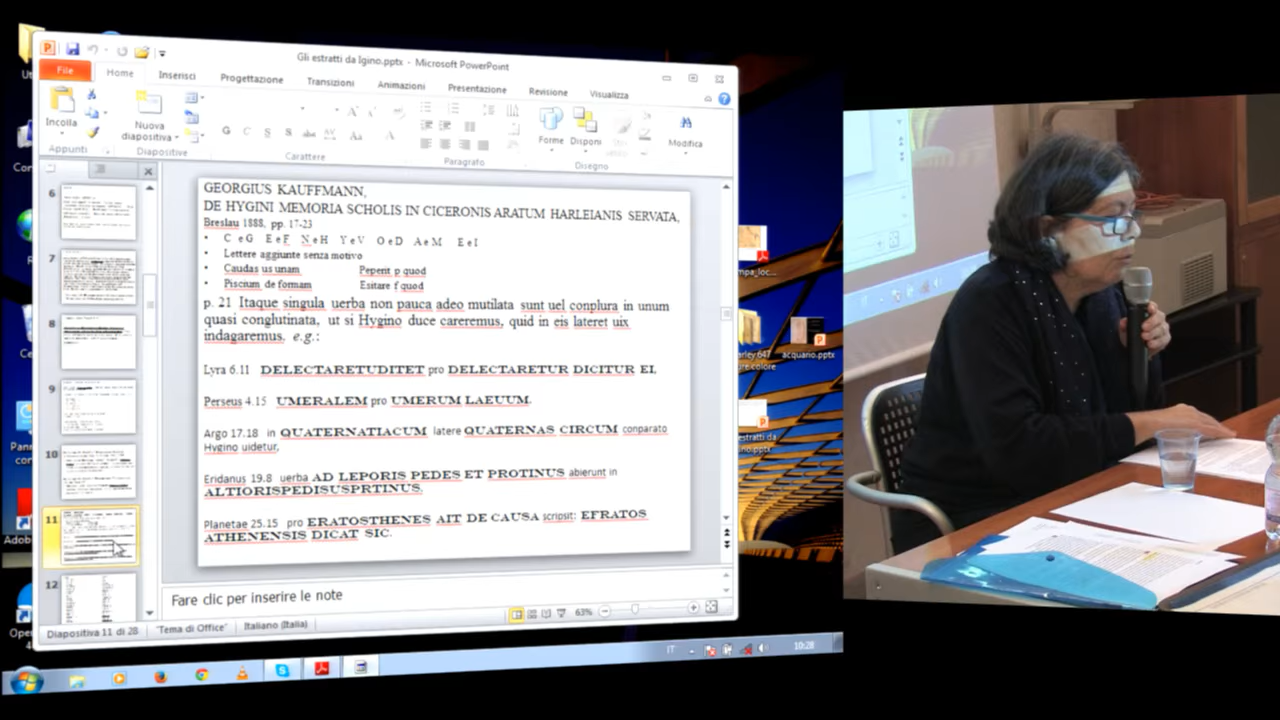 Gli estratti da Igino.pptx - Microsoft PowerPoint
File Home Inserisci Progettazione Transizioni Animazioni Presentazione Revisione Visualizza
Incolla
Nuova
diapositiva
Forme
Disponi
Modifica
Appunti
Diapositive
Carattere
Paragrafo
Disegno
6
7
8
9
10
11
12
GEORGIUS KAUFFMANN,
DE HYGINI MEMORIA SCHOLIS IN CICERONIS ARATUM HARLEIANIS SERVATA,
Breslau 1888, pp. 17-23
• C e G E e F N e H Y e V O e D A e M E e I
• Lettere aggiunte senza motivo
• Caudas us unam Peperit p quod
• Piscium de formam Esitare f quod
p. 21 Itaque singula uerba non pauca adeo mutilata sunt uel conplura in unum
quasi conglutinata, ut si Hygino duce careremus, quid in eis lateret uix
indagaremus. e.g.:
Lyra 6.11 DELECTARETUDITET pro DELECTARETUR DICITUR EI,
Perseus 4.15 UMERALEM pro UMERUM LAEUUM,
Argo 17.18 in QUATERNATIACUM latere QUATERNAS CIRCUM conparato
Hygino uidetur,
Eridanus 19.8 uerba AD LEPORIS PEDES ET PROTINUS abierunt in
ALTIORISPEDISUSPRTINUS,
Planetae 25.15 pro ERATOSTHENES AIT DE CAUSA scripsit: EFRATOS
ATHENENSIS DICAT SIC.
Fare clic per inserire le note
Diapositiva 11 di 28 "Tema di Office" Italiano (Italia) 63%
IT 10:28
acquario.pptx